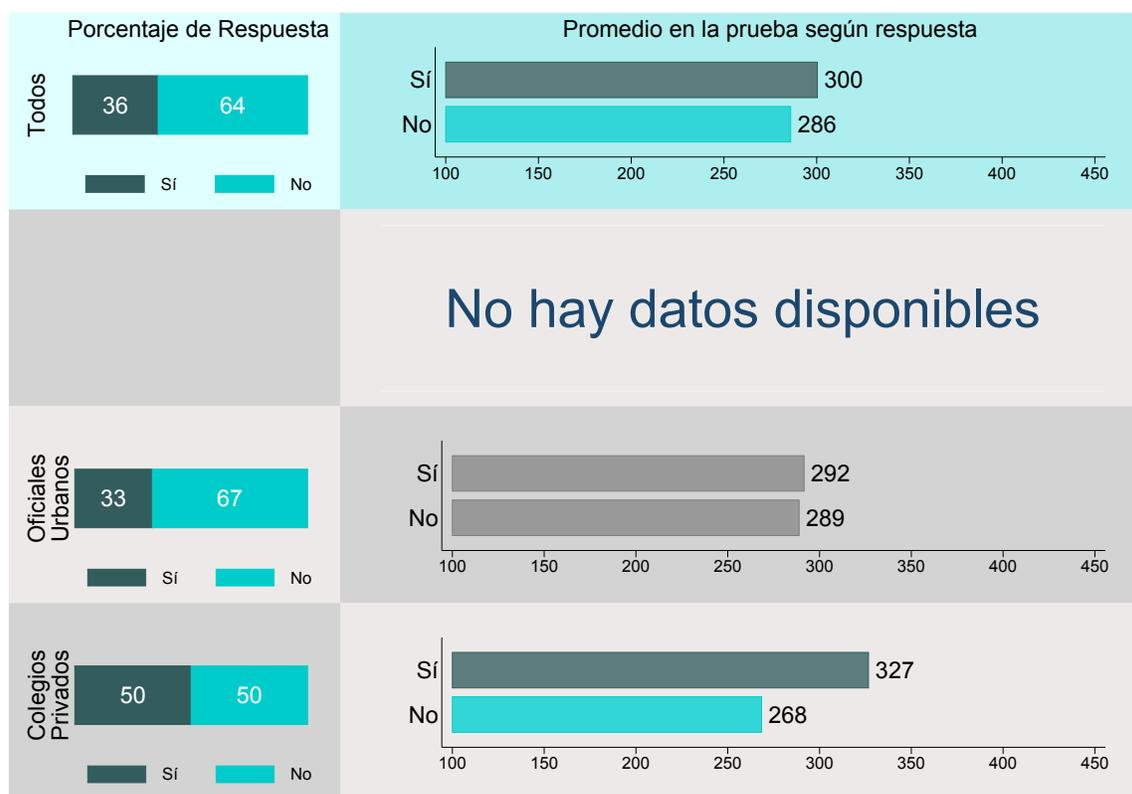 Porcentaje de Respuesta
Promedio en la prueba según respuesta
Todos
36 64
Sí No
Sí 300
No 286
100 150 200 250 300 350 400 450
No hay datos disponibles
Oficiales
Urbanos
33 67
Sí No
Sí 292
No 289
100 150 200 250 300 350 400 450
Colegios
Privados
50 50
Sí No
Sí 327
No 268
100 150 200 250 300 350 400 450